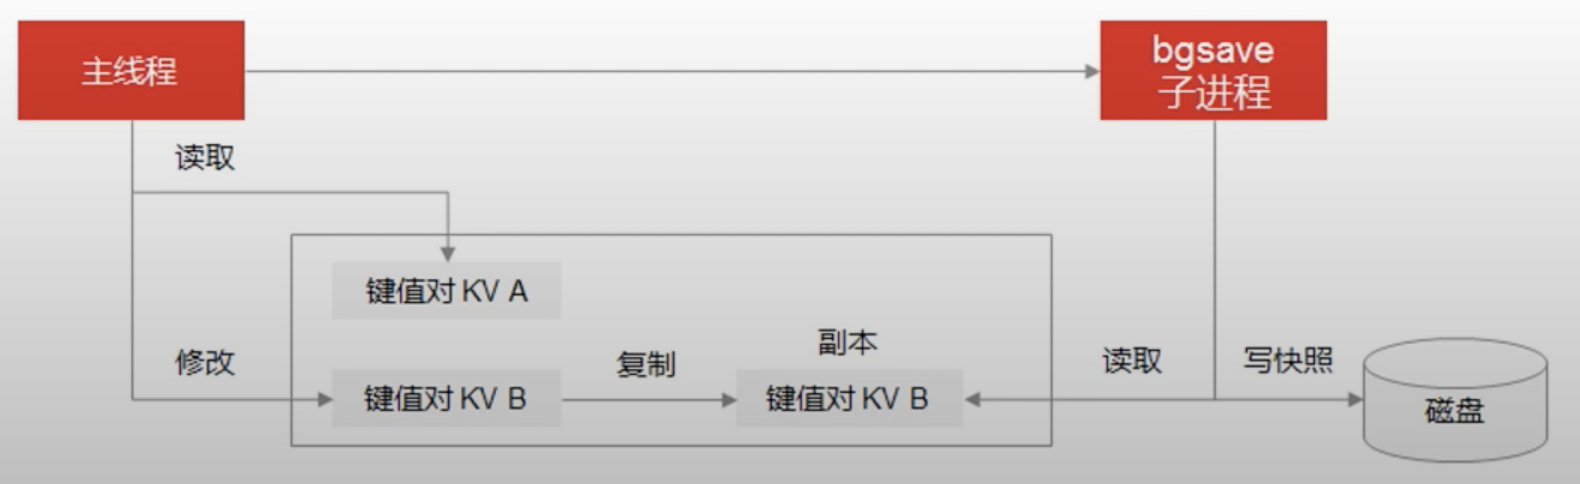 主线程
bgsave
子进程
读取
键值对 KV A
副本
修改
复制
读取
写快照
键值对 KV B
键值对 KV B
磁盘